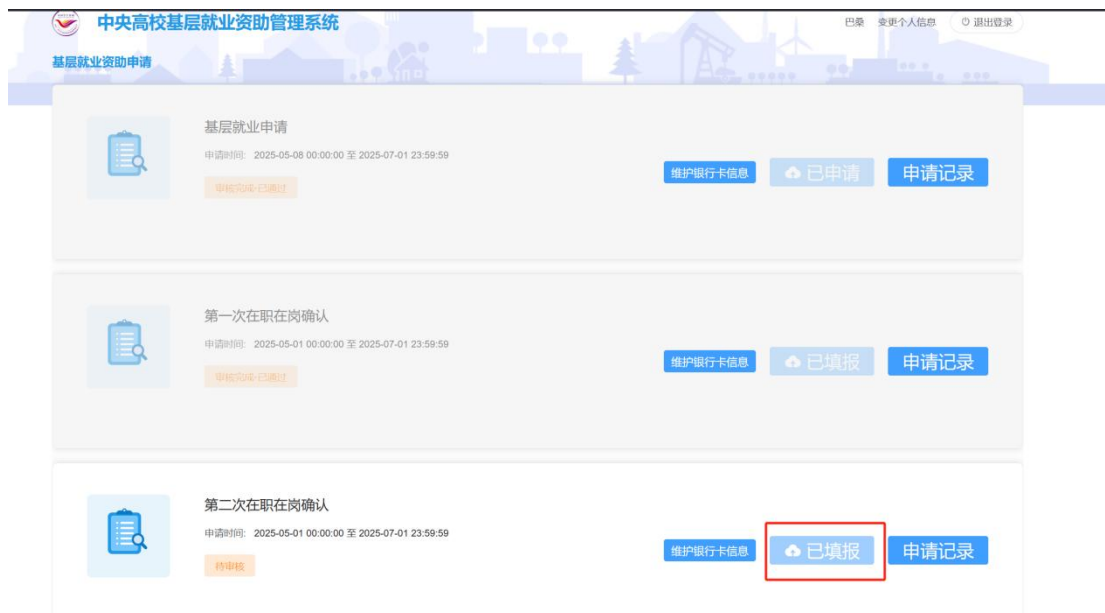 中央高校基层就业资助管理系统
巴桑 变更个人信息 退出登录
基层就业资助申请
基层就业申请
申请时间: 2025-05-08 00:00:00 至 2025-07-01 23:59:59
审核完成-已通过
维护银行卡信息 已申请 申请记录
第一次在职在岗确认
申请时间: 2025-05-01 00:00:00 至 2025-07-01 23:59:59
审核完成-已通过
维护银行卡信息 已填报 申请记录
第二次在职在岗确认
申请时间: 2025-05-01 00:00:00 至 2025-07-01 23:59:59
待审核
维护银行卡信息 已填报 申请记录